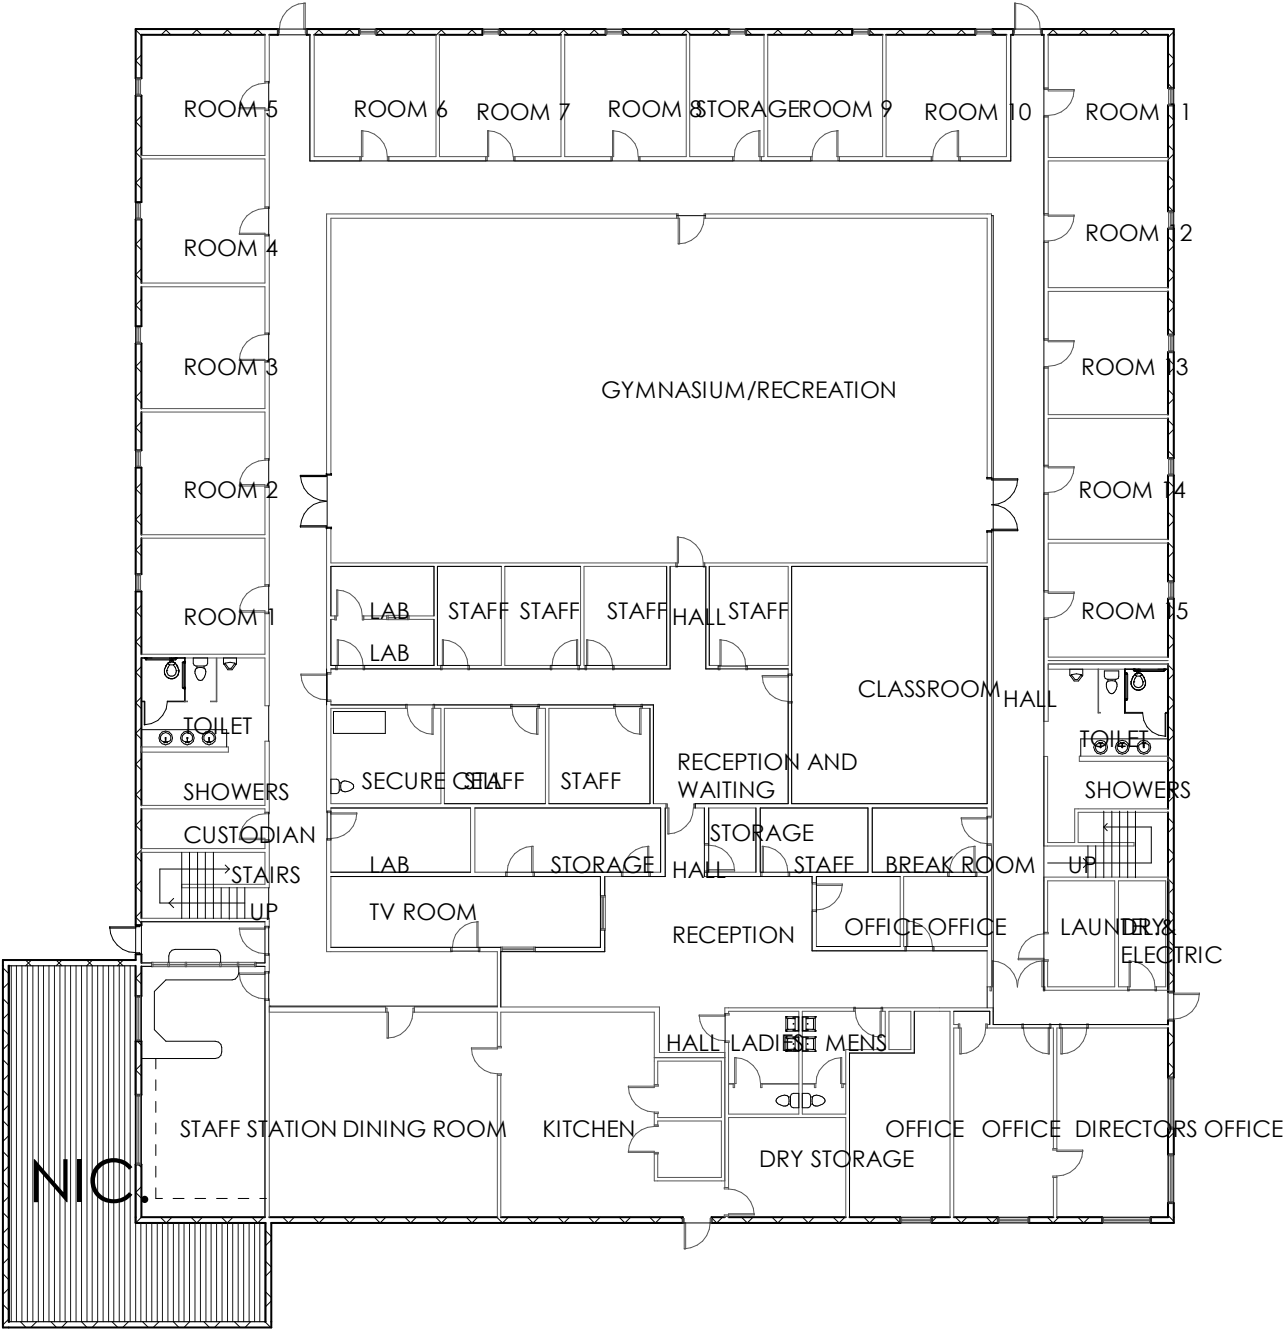 ROOM 5
ROOM 6
ROOM 7
ROOM 8
STORAGE
ROOM 9
ROOM 10
ROOM 11
ROOM 4
ROOM 12
ROOM 3
ROOM 13
GYMNASIUM/RECREATION
ROOM 2
ROOM 14
ROOM 1
LAB
STAFF
STAFF
STAFF
HALL
STAFF
ROOM 15
LAB
CLASSROOM
HALL
TOILET
TOILET
SECURE CELL
STAFF
STAFF
RECEPTION AND
WAITING
SHOWERS
SHOWERS
CUSTODIAN
STORAGE
LAB
STORAGE
HALL
STAFF
BREAK ROOM
UP
STAIRS
UP
TV ROOM
RECEPTION
OFFICE
OFFICE
LAUNDRY
DRY &
ELECTRIC
HALL
LADIES
MENS
STAFF STATION
DINING ROOM
KITCHEN
DRY STORAGE
OFFICE
OFFICE
DIRECTORS OFFICE
NIC.